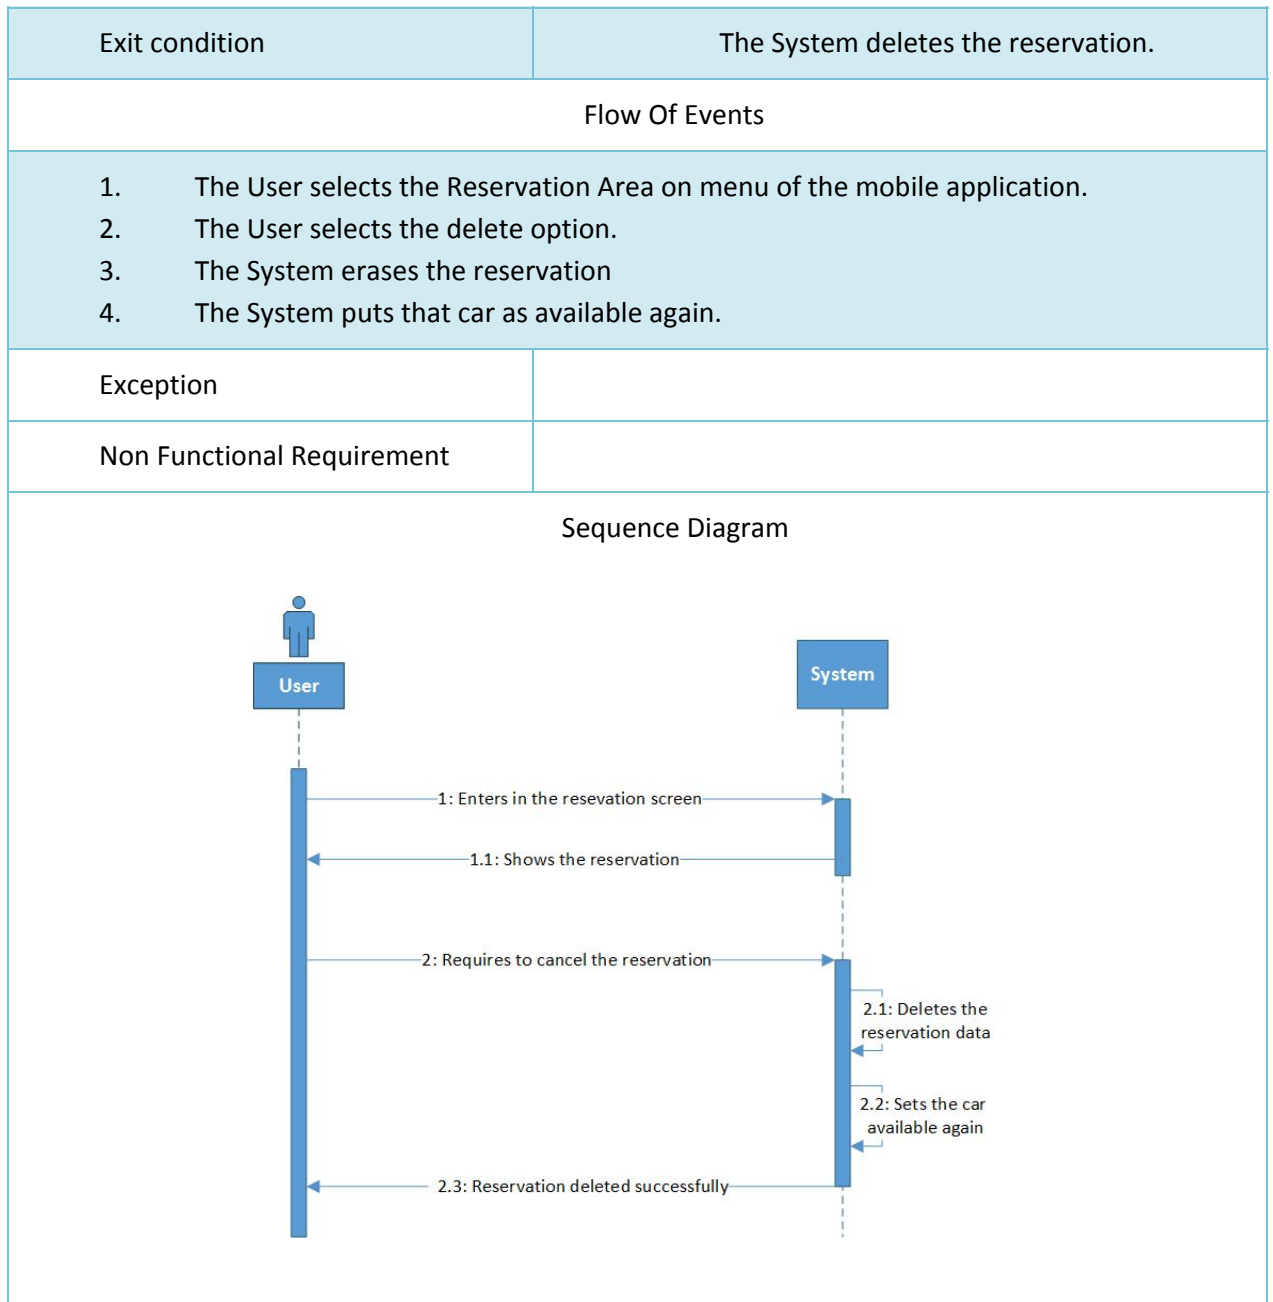 Exit condition
The System deletes the reservation.
Flow Of Events
1. The User selects the Reservation Area on menu of the mobile application.
2. The User selects the delete option.
3. The System erases the reservation
4. The System puts that car as available again.
Exception
Non Functional Requirement
Sequence Diagram
User
System
1: Enters in the resevation screen
1.1: Shows the reservation
2: Requires to cancel the reservation
2.1: Deletes the
reservation data
2.2: Sets the car
available again
2.3: Reservation deleted successfully